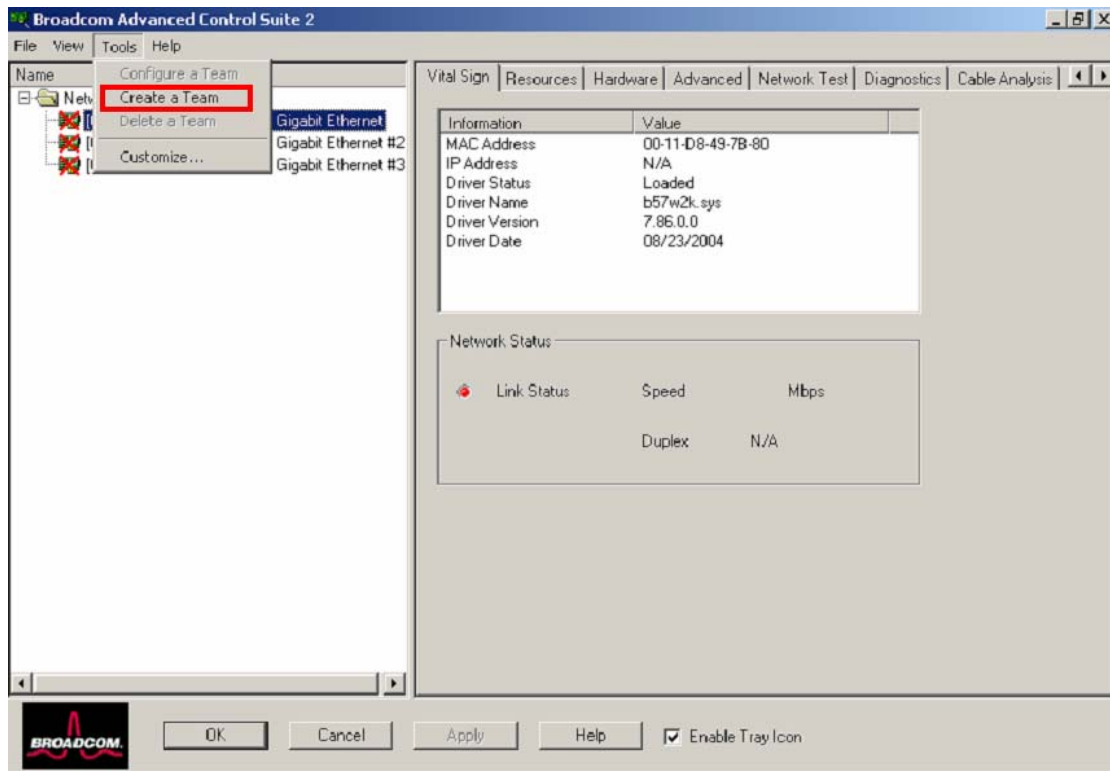 Broadcom Advanced Control Suite 2
File View Tools Help
Name
Configure a Team
Create a Team
Delete a Team
Customize...
Gigabit Ethernet
Gigabit Ethernet #2
Gigabit Ethernet #3
Vital Sign Resources Hardware Advanced Network Test Diagnostics Cable Analysis
Information Value
MAC Address 00-11-D8-49-7B-80
IP Address N/A
Driver Status Loaded
Driver Name b57w2k.sys
Driver Version 7.86.0.0
Driver Date 08/23/2004
Network Status
Link Status Speed Mbps
Duplex N/A
BROADCOM.
OK Cancel Apply Help Enable Tray Icon